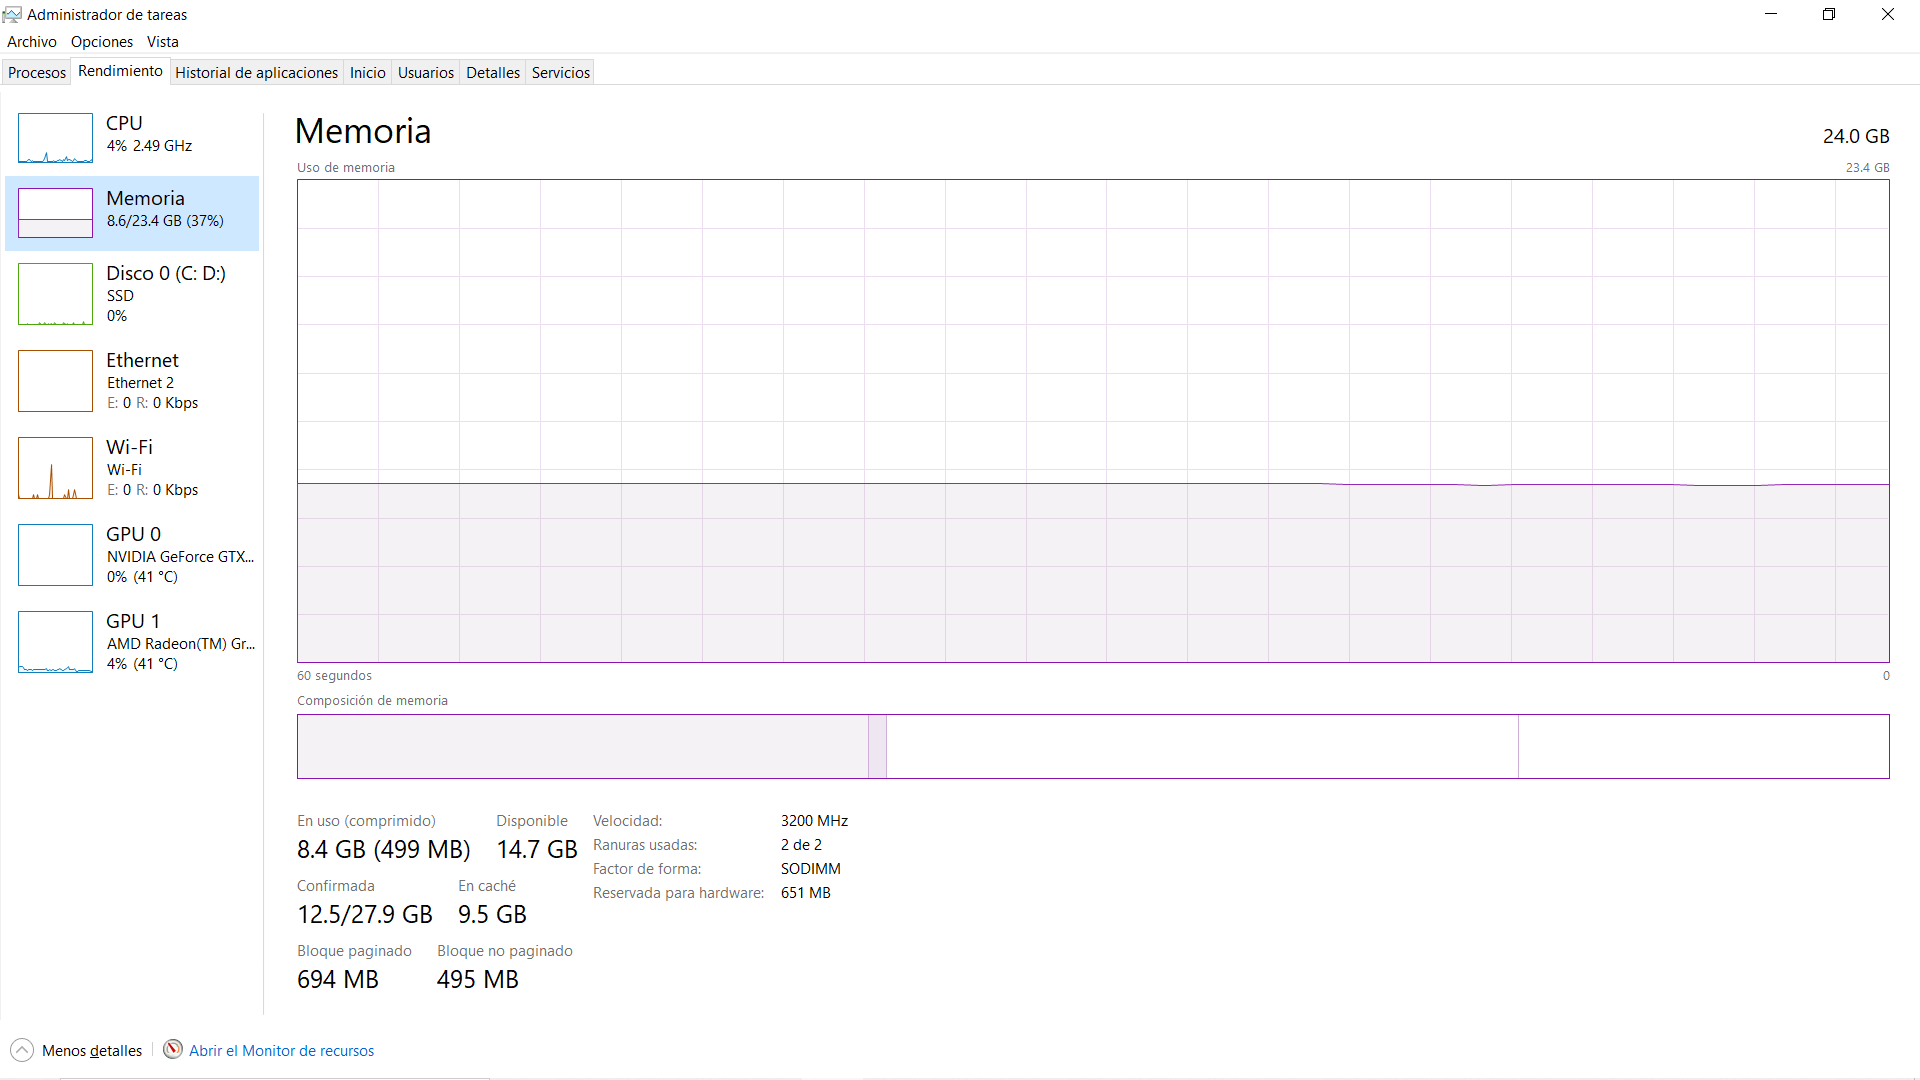 Administrador de tareas
Archivo Opciones Vista
Procesos Rendimiento Historial de aplicaciones Inicio Usuarios Detalles Servicios
CPU
4% 2.49 GHz
Memoria
8.6/23.4 GB (37%)
Disco 0 (C: D:)
SSD
0%
Ethernet
Ethernet 2
E: 0 R: 0 Kbps
Wi-Fi
Wi-Fi
E: 0 R: 0 Kbps
GPU 0
NVIDIA GeForce GTX...
0% (41 °C)
GPU 1
AMD Radeon(TM) Gr...
4% (41 °C)
Memoria 24.0 GB
Uso de memoria 23.4 GB
60 segundos 0
Composición de memoria
En uso (comprimido) Disponible
8.4 GB (499 MB) 14.7 GB
Confirmada En caché
12.5/27.9 GB 9.5 GB
Bloque paginado Bloque no paginado
694 MB 495 MB
Velocidad: 3200 MHz
Ranuras usadas: 2 de 2
Factor de forma: SODIMM
Reservada para hardware: 651 MB
Menos detalles Abrir el Monitor de recursos